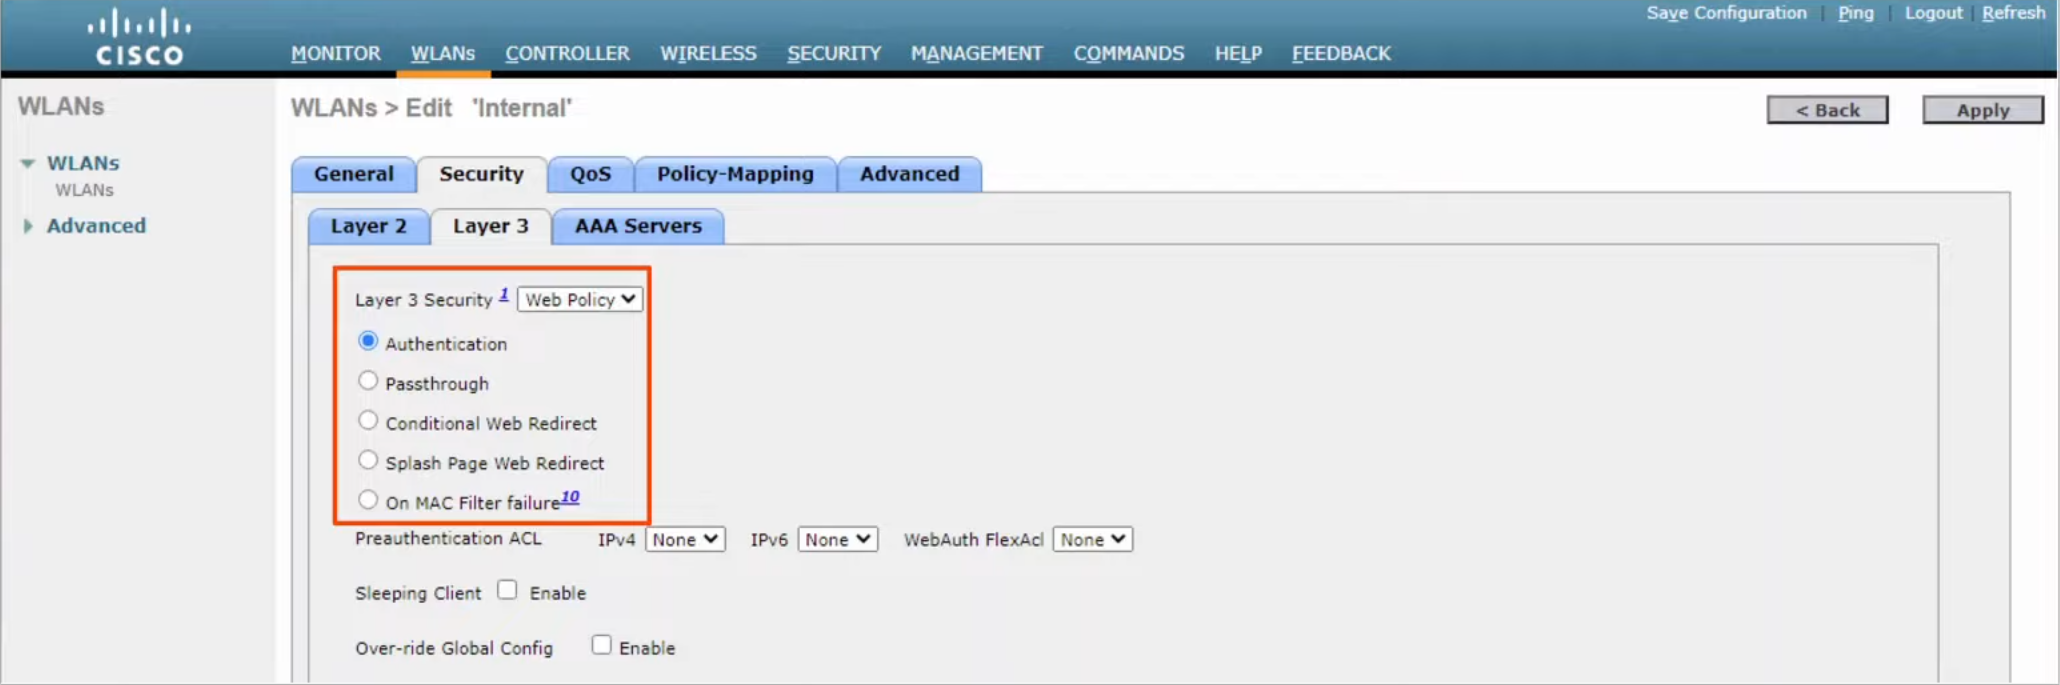 Save Configuration | Ping | Logout | Refresh
CISCO
MONITOR WLANs CONTROLLER WIRELESS SECURITY MANAGEMENT COMMANDS HELP FEEDBACK
WLANs
WLANs
WLANs
Advanced
WLANs > Edit 'Internal'
< Back
Apply
General Security QoS Policy-Mapping Advanced
Layer 2 Layer 3 AAA Servers
Layer 3 Security 1 Web Policy
Authentication
Passthrough
Conditional Web Redirect
Splash Page Web Redirect
On MAC Filter failure10
Preauthentication ACL IPv4 None IPv6 None WebAuth FlexAcl None
Sleeping Client Enable
Over-ride Global Config Enable